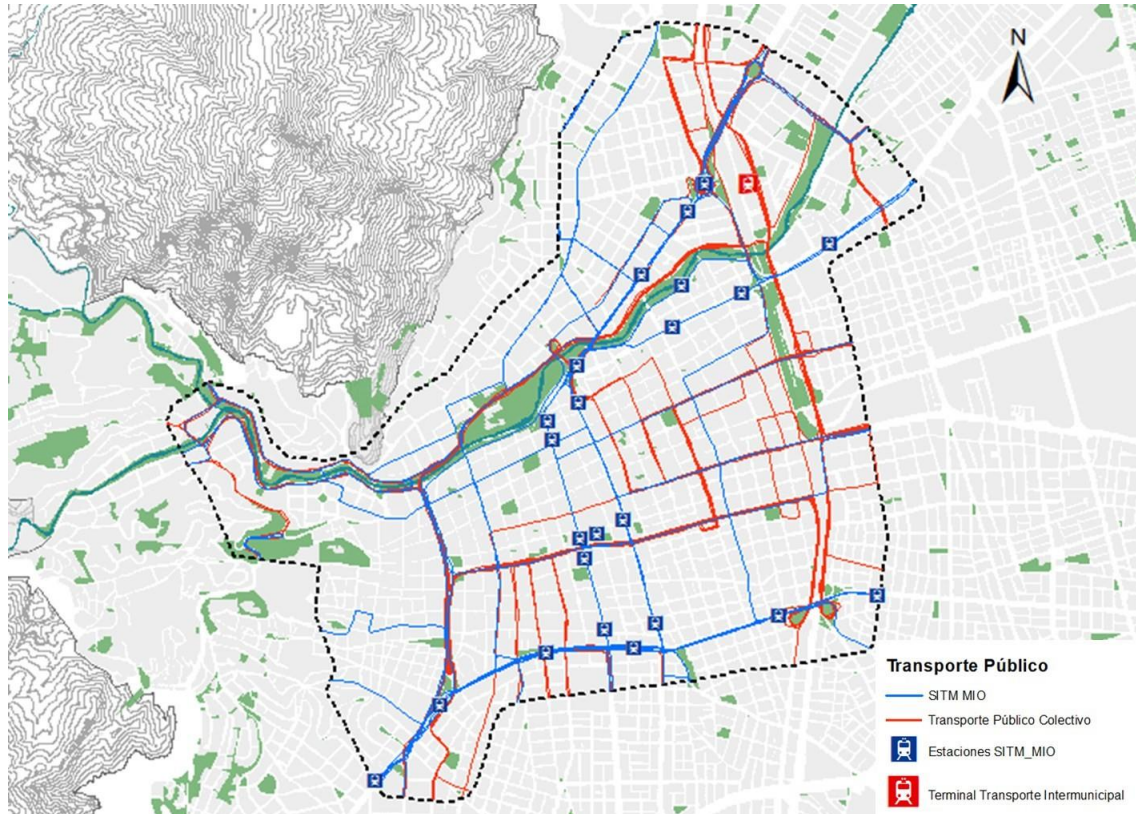 N
Transporte Público
SITM MIO
Transporte Público Colectivo
Estaciones SITM_MIO
Terminal Transporte Intermunicipal